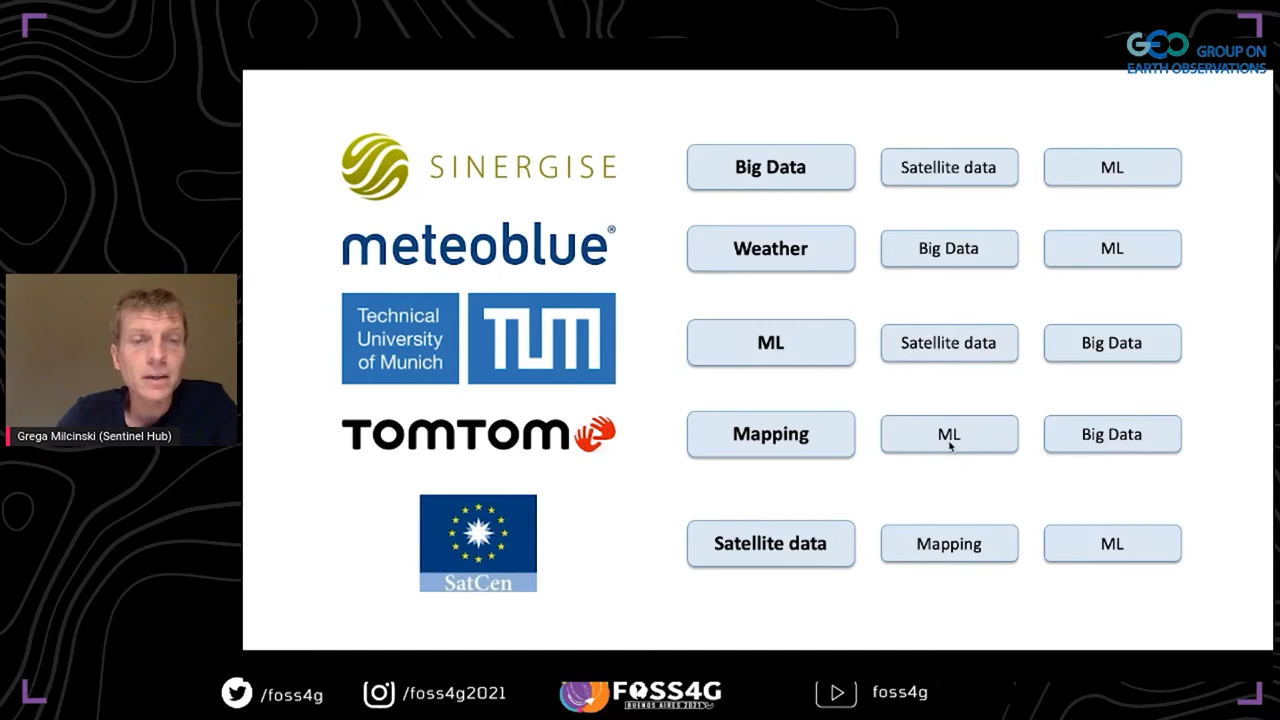 GEO GROUP ON
EARTH OBSERVATIONS
SINERGISE
Big Data
Satellite data
ML
meteoblue®
Weather
Big Data
ML
Technical
University
of Munich
TUM
ML
Satellite data
Big Data
TOMTOM
Mapping
ML
Big Data
SatCen
Satellite data
Mapping
ML
Grega Milcinski (Sentinel Hub)
/foss4g
/foss4g2021
FOSS4G
BUENOS AIRES 2021
foss4g